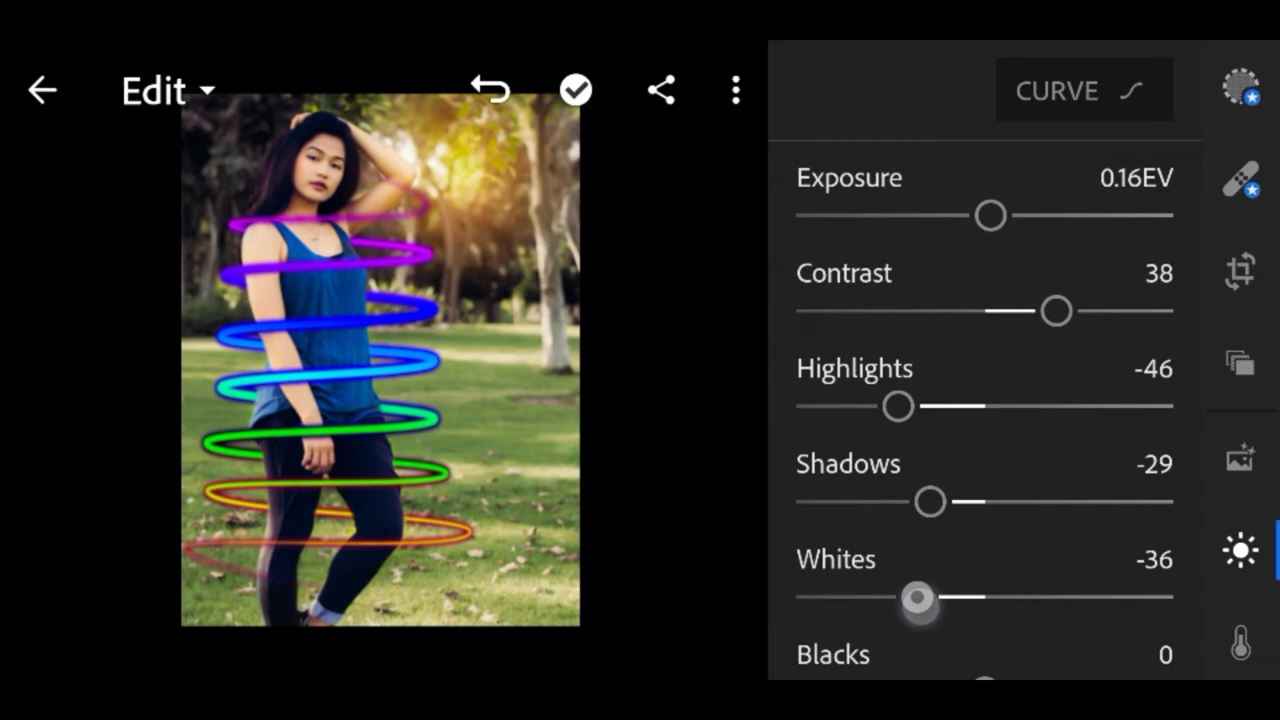 Edit
CURVE
Exposure 0.16EV
Contrast 38
Highlights -46
Shadows -29
Whites -36
Blacks 0